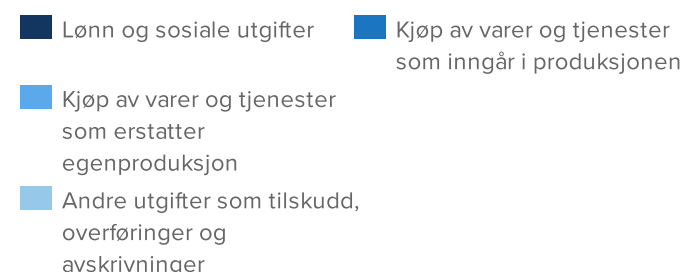 Lønn og sosiale utgifter
Kjøp av varer og tjenester
som inngår i produksjonen
Kjøp av varer og tjenester
som erstatter
egenproduksjon
Andre utgifter som tilskudd,
overføringer og
avskrivninger